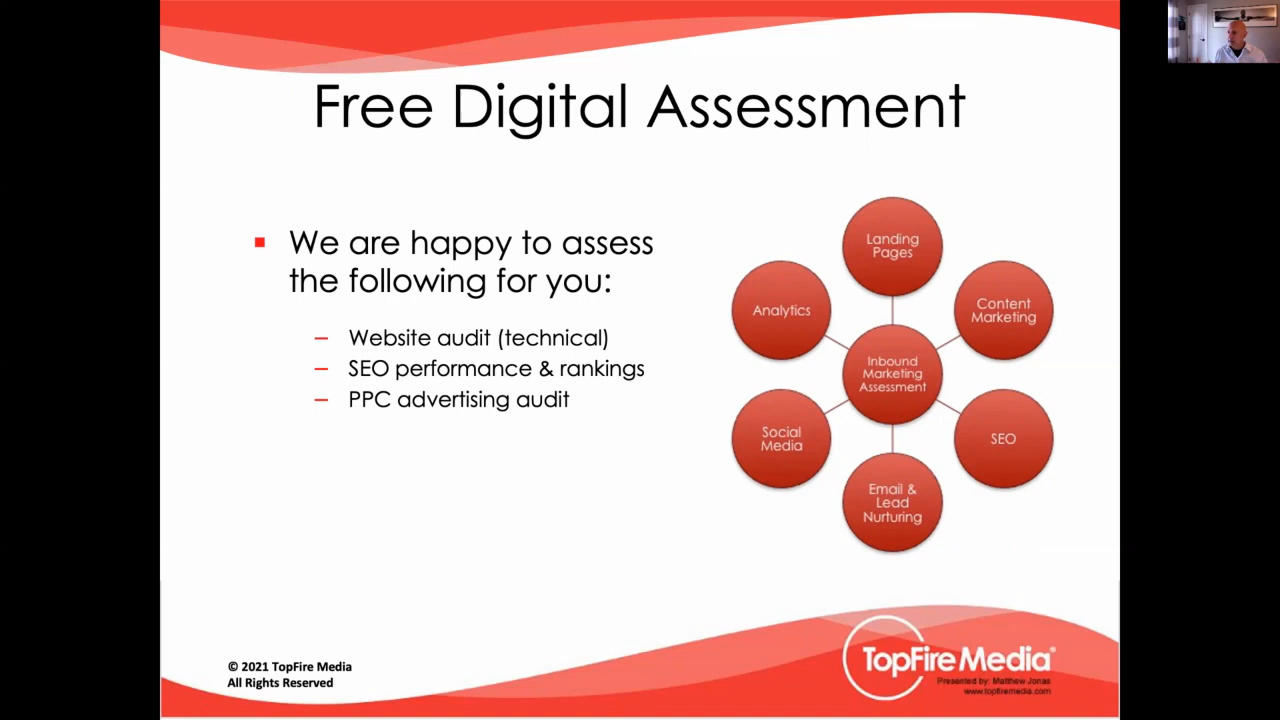 Free Digital Assessment
We are happy to assess
the following for you:
– Website audit (technical)
– SEO performance & rankings
– PPC advertising audit
Landing
Pages
Analytics
Content
Marketing
Inbound
Marketing
Assessment
Social
Media
SEO
Email &
Lead
Nurturing
© 2021 TopFire Media
All Rights Reserved
TopFire Media®
Presented by: Matthew Jonas
www.topfiremedia.com